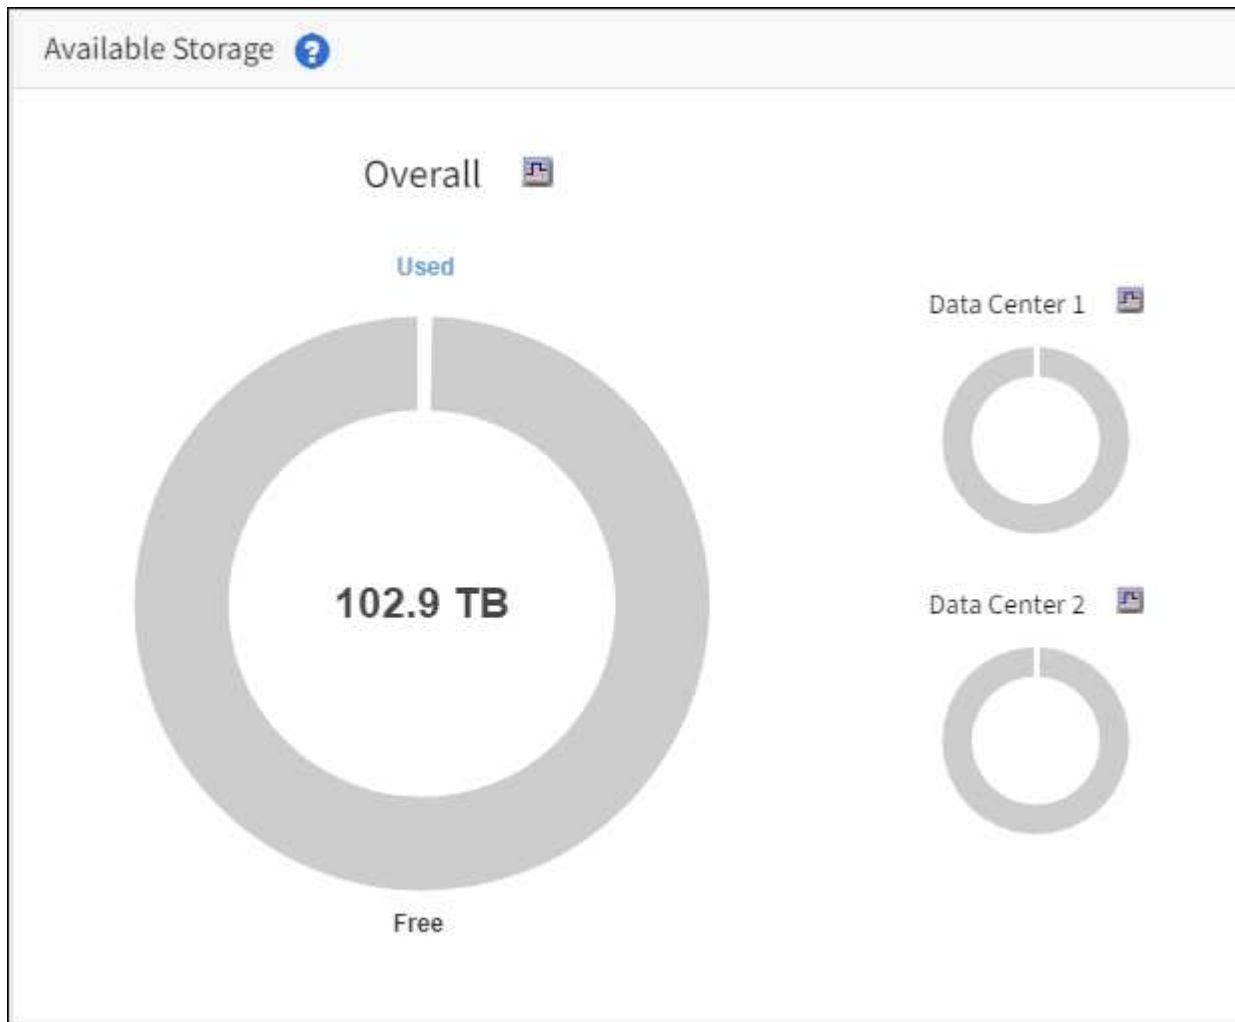 Available Storage ?
Overall
Used
102.9 TB
Free
Data Center 1
Data Center 2